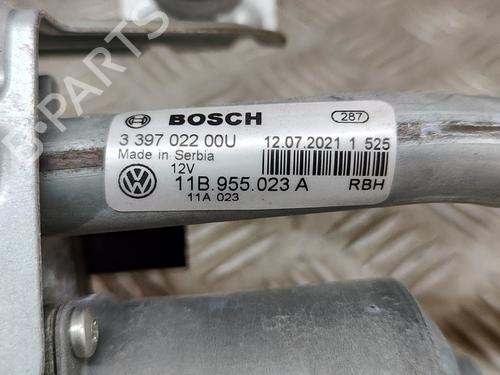 BOSCH 287
3 397 022 00U 12.07.2021 1 525
Made in Serbia
12V
11B.955.023 A RBH
11A 023
B-PARTS